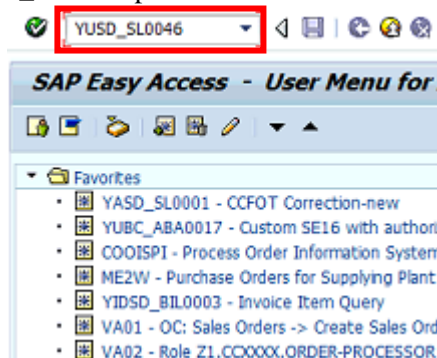 YUSD_SL0046
SAP Easy Access - User Menu for
Favorites
YASD_SL0001 - CCFOT Correction-new
YUBC_ABA0017 - Custom SE16 with
COOISPI - Process Order Information System
ME2W - Purchase Orders for Supplying Plant
YIDSD_BIL0003 - Invoice Item Query
VA01 - OC: Sales Orders -> Create Sales
VA02 - Role Z1.CCXXXX.ORDER-PROCESSOR